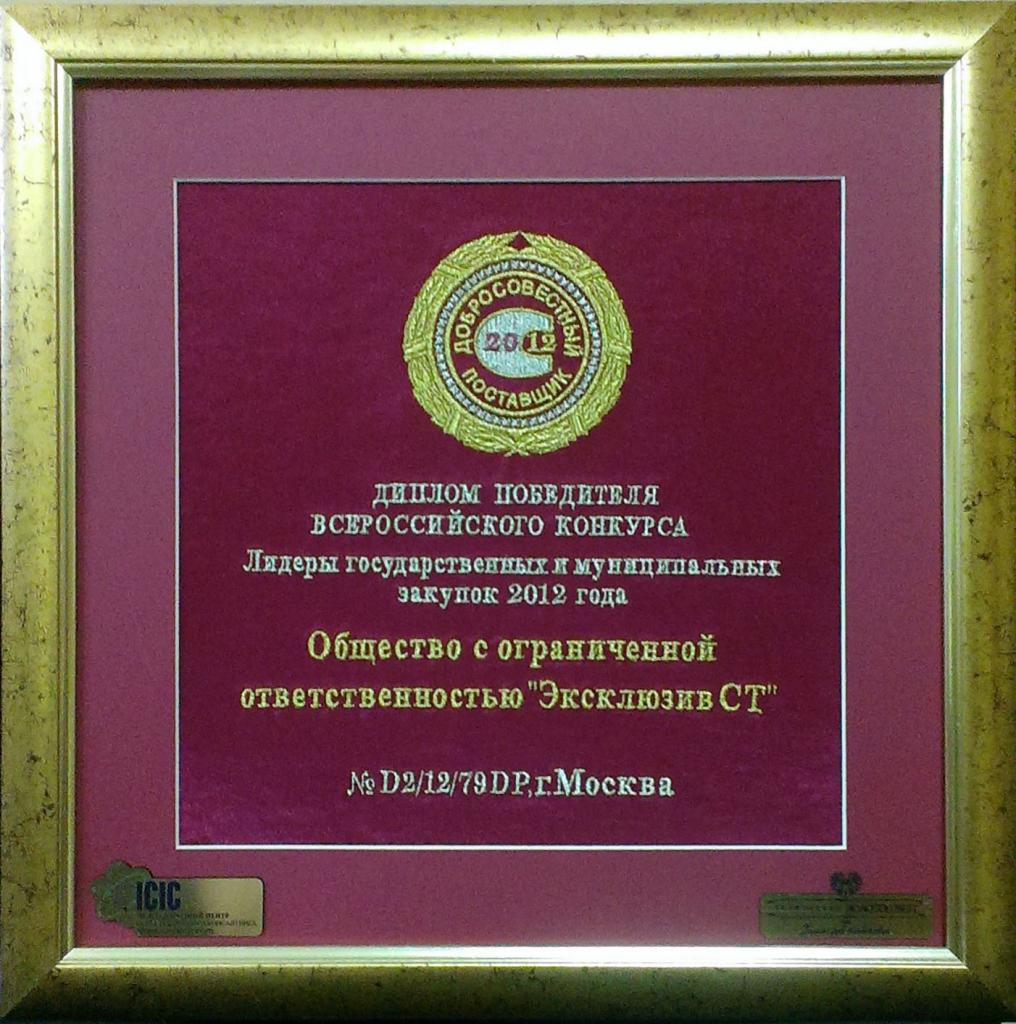 ДОБРОСОВЕСТНЫЙ
2012
ПОСТАВЩИК
ДИПЛОМ ПОБЕДИТЕЛЯ
ВСЕРОССИЙСКОГО КОНКУРСА
Лидеры государственных и муниципальных
закупок 2012 года
Общество с ограниченной
ответственностью "Эксклюзив СТ"
№ D2/12/79DP, г.Москва
ICIC